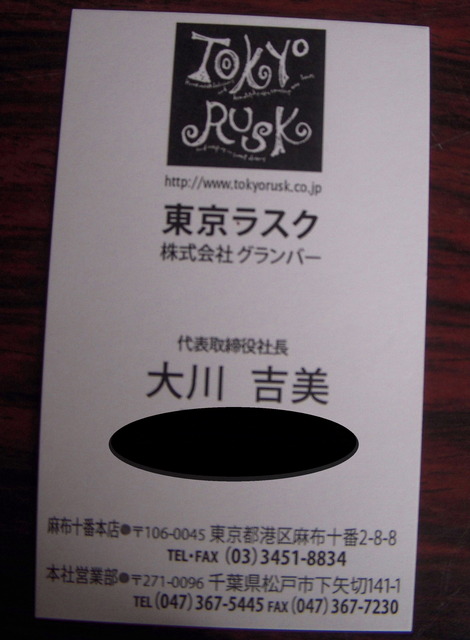 TOKYO
RUSK
http://www.tokyorusk.co.jp
東京ラスク
株式会社グランバー
代表取締役社長
大川 吉美
麻布十番本店●〒106-0045 東京都港区麻布十番2-8-8
TEL・FAX (03) 3451-8834
本社営業部●〒271-0096 千葉県松戸市下矢切141-1
TEL (047) 367-5445 FAX (047) 367-7230